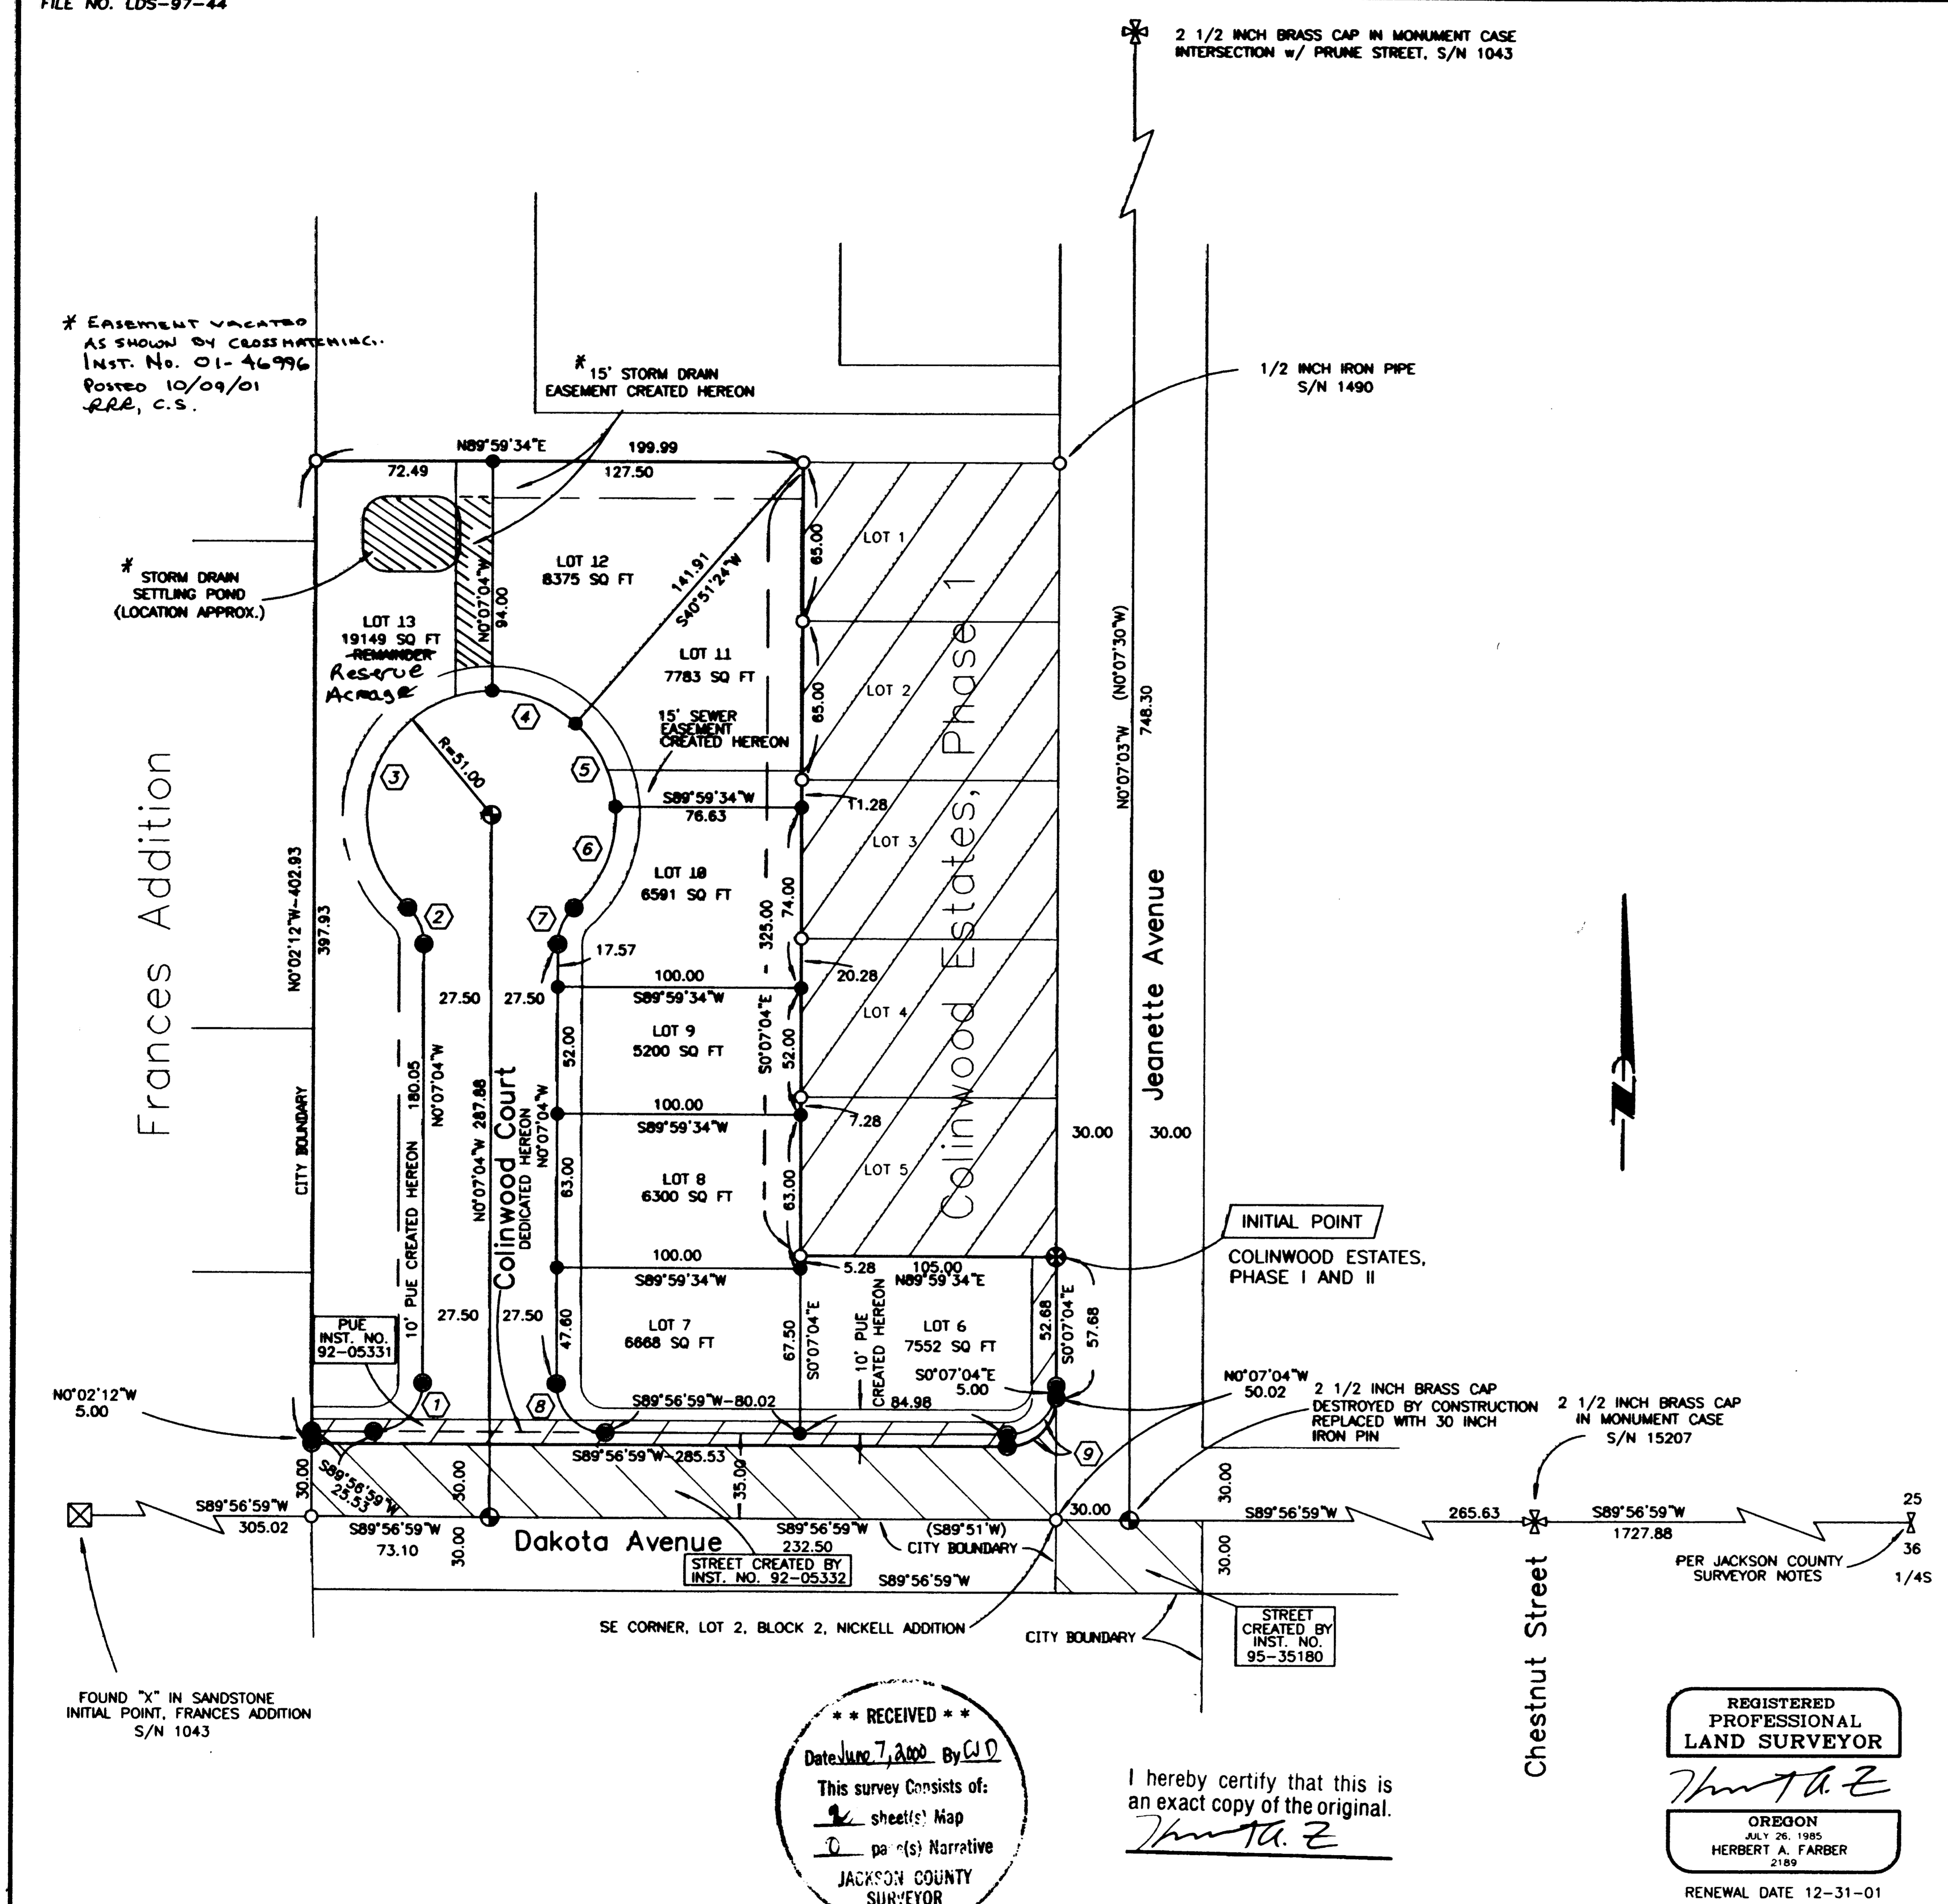 FILE NO. LDS-97-44
2 1/2 INCH BRASS CAP IN MONUMENT CASE
INTERSECTION w/ PRUNE STREET, S/N 1043
* EASEMENT VACATED
AS SHOWN BY CROSSHATCHING.
INST. No. 01-46996
POSTED 10/09/01
RRR, C.S.
* 15' STORM DRAIN
EASEMENT CREATED HEREON
1/2 INCH IRON PIPE
S/N 1490
N89°59'34"E
199.99
72.49
127.50
*
STORM DRAIN
SETTLING POND
(LOCATION APPROX.)
LOT 12
8375 SQ FT
N0°07'04"W
94.00
141.91
S40°51'24"W
65.00
LOT 1
LOT 13
19149 SQ FT
REMAINDER
Reserve
Acreage
LOT 11
7783 SQ FT
65.00
LOT 2
15' SEWER
EASEMENT
CREATED HEREON
4
3
5
R=51.00
S89°59'34"W
76.63
11.28
6
LOT 3
LOT 10
6591 SQ FT
74.00
325.00
S0°07'04"E
2
7
17.57
20.28
100.00
S89°59'34"W
27.50
27.50
LOT 4
LOT 9
5200 SQ FT
52.00
52.00
100.00
S89°59'34"W
7.28
LOT 5
LOT 8
6300 SQ FT
63.00
63.00
Colinwood Estates, Phase 1
Frances Addition
N0°02'12"W-402.93
397.93
CITY BOUNDARY
10' PUE CREATED HEREON
180.05
N0°07'04"W
N0°07'04"W 287.88
Colinwood Court
DEDICATED HEREON
N0°07'04"W
N0°07'03"W (N0°07'30"W)
748.30
Jeanette Avenue
30.00
30.00
INITIAL POINT
COLINWOOD ESTATES,
PHASE I AND II
100.00
S89°59'34"W
5.28
105.00
N89°59'34"E
27.50
27.50
47.60
LOT 7
6668 SQ FT
67.50
S0°07'04"E
10' PUE
CREATED HEREON
LOT 6
7552 SQ FT
52.68
S0°07'04"E
57.68
PUE
INST. NO.
92-05331
N0°02'12"W
5.00
1
8
S89°56'59"W-80.02
84.98
S0°07'04"E
5.00
N0°07'04"W
50.02
2 1/2 INCH BRASS CAP
DESTROYED BY CONSTRUCTION
REPLACED WITH 30 INCH
IRON PIN
2 1/2 INCH BRASS CAP
IN MONUMENT CASE
S/N 15207
9
S89°56'59"W-285.53
S89°56'59"W
25.53
30.00
30.00
35.00
30.00
S89°56'59"W
305.02
S89°56'59"W
73.10
30.00
Dakota Avenue
S89°56'59"W
232.50
(S89°51'W)
CITY BOUNDARY
30.00
S89°56'59"W
265.63
S89°56'59"W
1727.88
25
36
1/4S
30.00
STREET CREATED BY
INST. NO. 92-05332
S89°56'59"W
PER JACKSON COUNTY
SURVEYOR NOTES
SE CORNER, LOT 2, BLOCK 2, NICKELL ADDITION
CITY BOUNDARY
STREET
CREATED BY
INST. NO.
95-35180
Chestnut Street
FOUND "X" IN SANDSTONE
INITIAL POINT, FRANCES ADDITION
S/N 1043
* * RECEIVED * *
Date June 7, 2000 By CJD
This survey Consists of:
2 sheet(s) Map
0 page(s) Narrative
JACKSON COUNTY
SURVEYOR
I hereby certify that this is
an exact copy of the original.
REGISTERED
PROFESSIONAL
LAND SURVEYOR
OREGON
JULY 26, 1985
HERBERT A. FARBER
2189
RENEWAL DATE 12-31-01